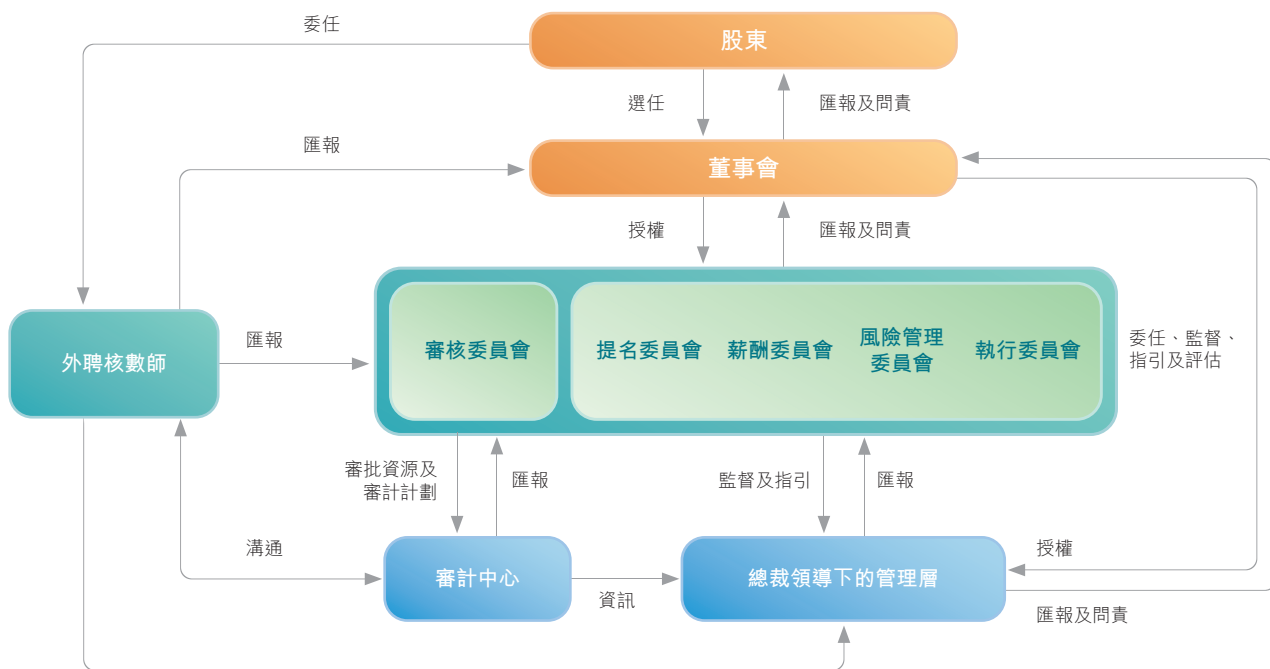 委任
股東
選任
匯報及問責
匯報
董事會
授權
匯報及問責
外聘核數師
匯報
審核委員會
提名委員會
薪酬委員會
風險管理
委員會
執行委員會
委任、監督、
指引及評估
審批資源及
審計計劃
匯報
監督及指引
匯報
溝通
審計中心
資訊
總裁領導下的管理層
授權
匯報及問責